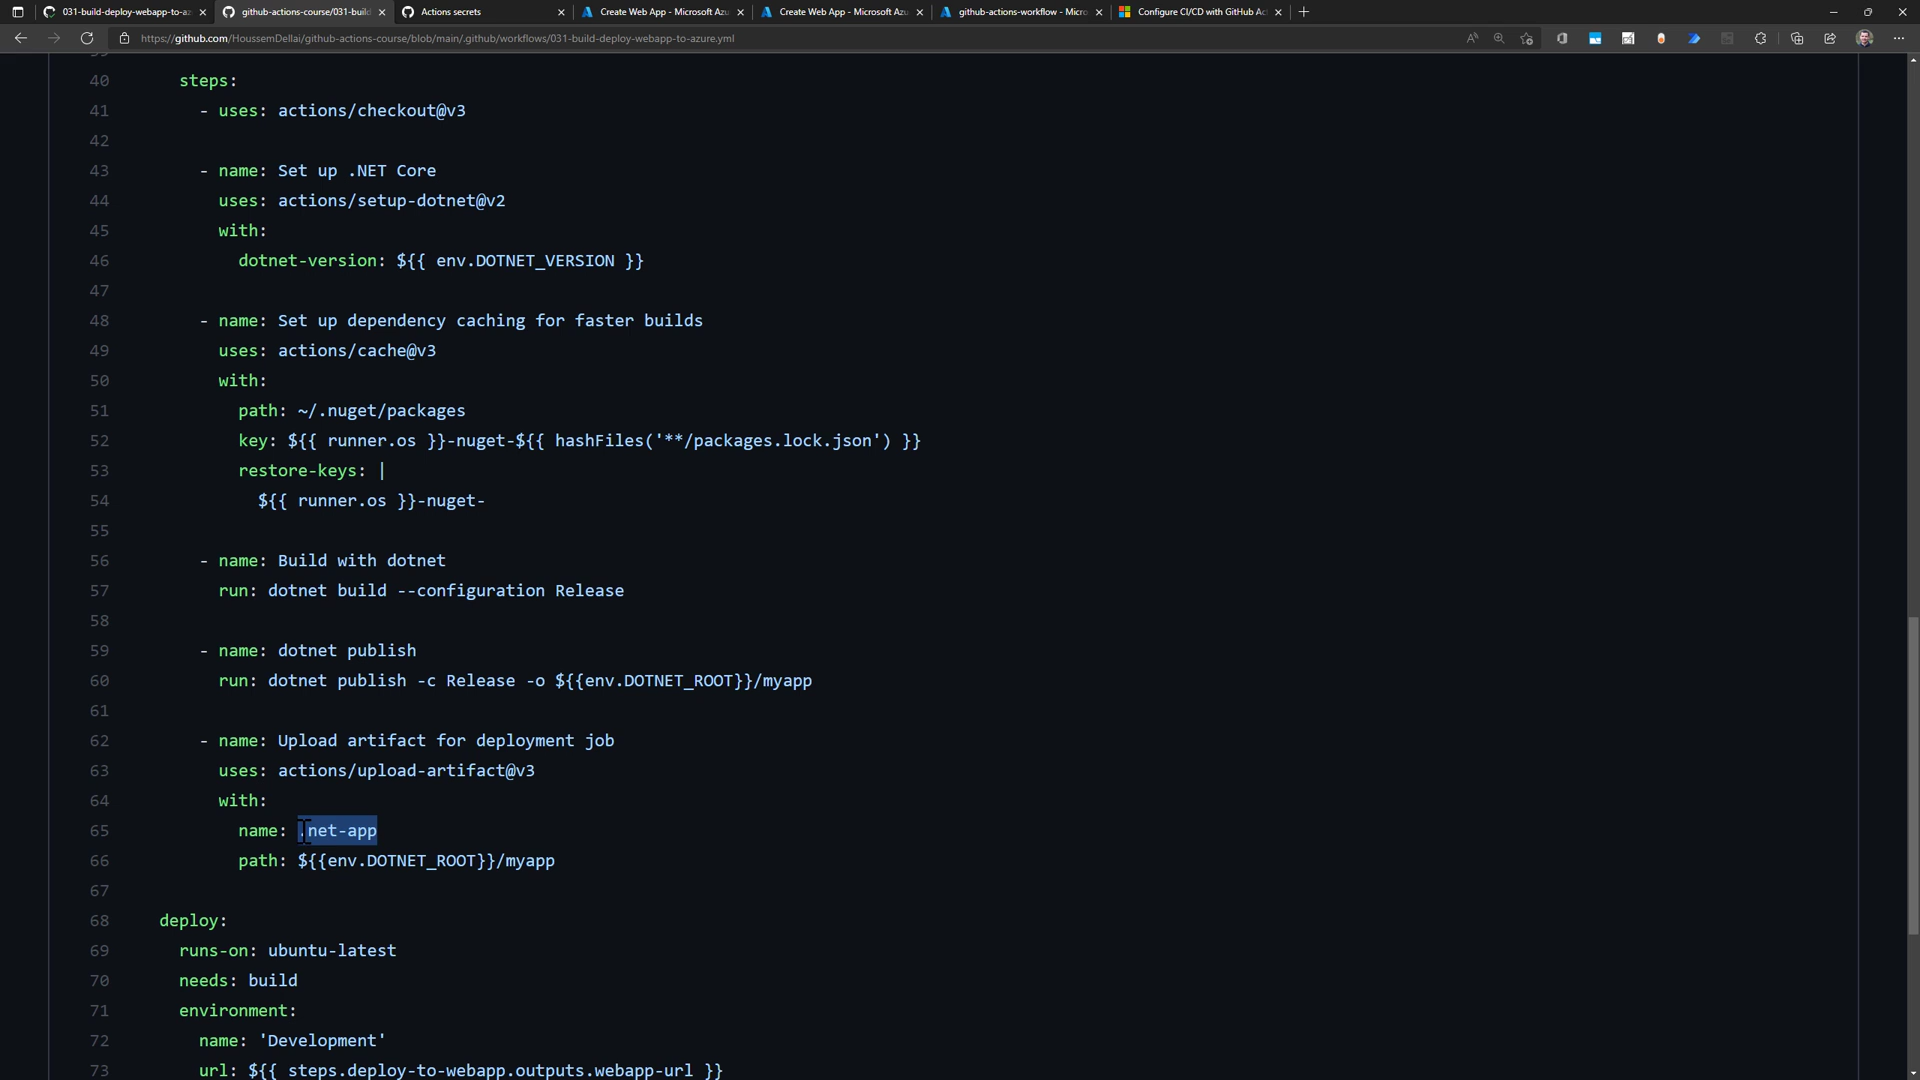 031-build-deploy-webapp-to-az
github-actions-course/031-build
Actions secrets
Create Web App - Microsoft Azu
Create Web App - Microsoft Azu
github-actions-workflow - Micro
Configure CI/CD with GitHub Ac
https://github.com/HoussemDellai/github-actions-course/blob/main/.github/workflows/031-build-deploy-webapp-to-azure.yml
40 steps:
41 - uses: actions/checkout@v3
42
43 - name: Set up .NET Core
44 uses: actions/setup-dotnet@v2
45 with:
46 dotnet-version: ${{ env.DOTNET_VERSION }}
47
48 - name: Set up dependency caching for faster builds
49 uses: actions/cache@v3
50 with:
51 path: ~/.nuget/packages
52 key: ${{ runner.os }}-nuget-${{ hashFiles('**/packages.lock.json') }}
53 restore-keys: |
54 ${{ runner.os }}-nuget-
55
56 - name: Build with dotnet
57 run: dotnet build --configuration Release
58
59 - name: dotnet publish
60 run: dotnet publish -c Release -o ${{env.DOTNET_ROOT}}/myapp
61
62 - name: Upload artifact for deployment job
63 uses: actions/upload-artifact@v3
64 with:
65 name: .net-app
66 path: ${{env.DOTNET_ROOT}}/myapp
67
68 deploy:
69 runs-on: ubuntu-latest
70 needs: build
71 environment:
72 name: 'Development'
73 url: ${{ steps.deploy-to-webapp.outputs.webapp-url }}